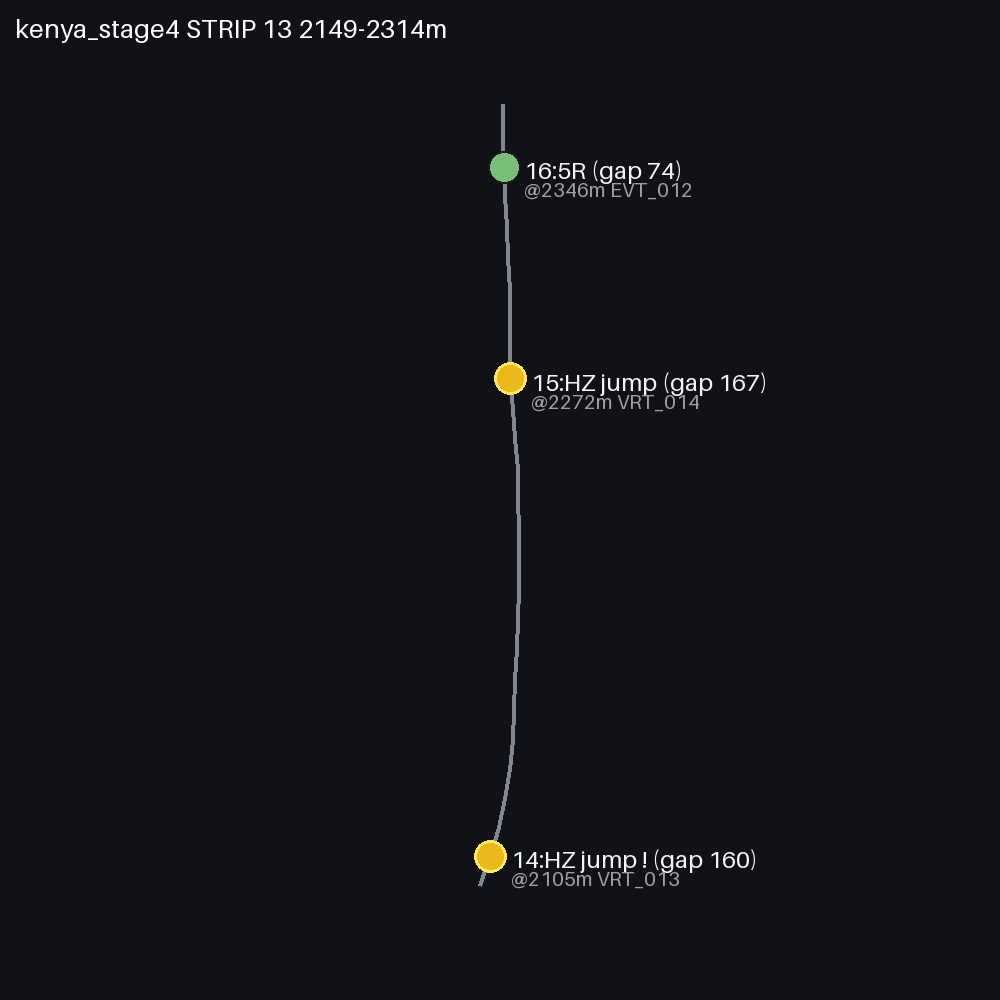 kenya_stage4 STRIP 13 2149-2314m
16:5R (gap 74)
@2346m EVT_012
15:HZ jump (gap 167)
@2272m VRT_014
14:HZ jump ! (gap 160)
@2105m VRT_013